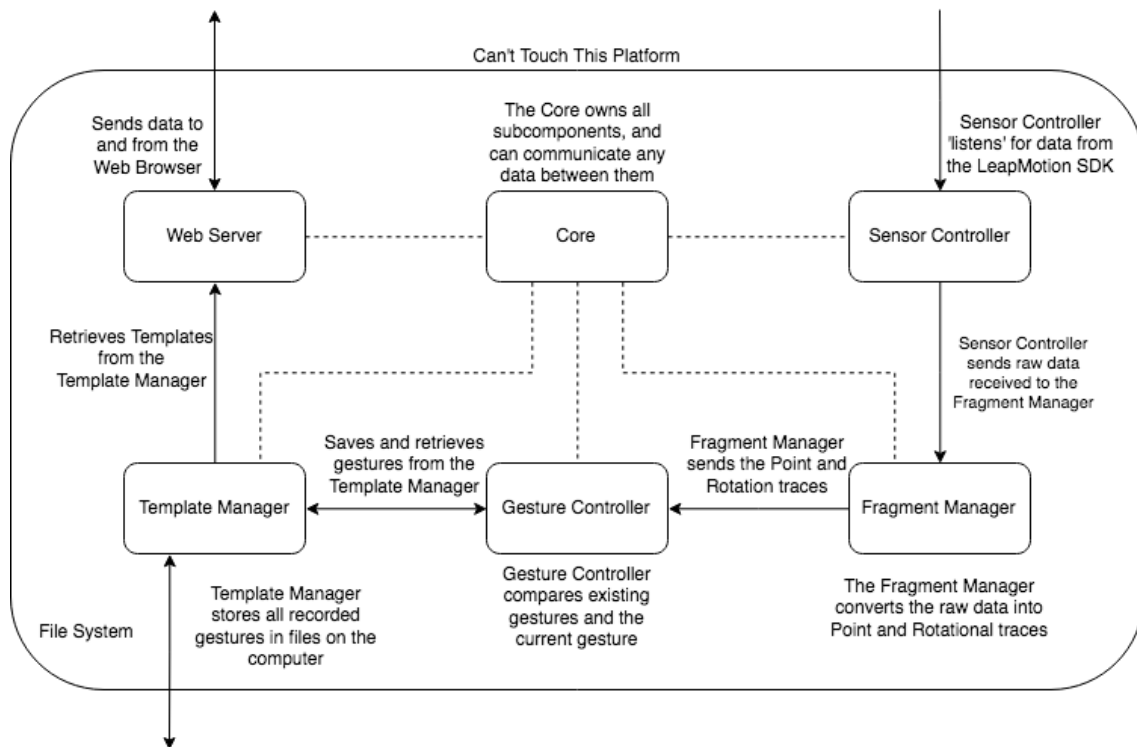 Can't Touch This Platform
Sends data to
and from the
Web Browser
The Core owns all
subcomponents, and
can communicate any
data between them
Sensor Controller
'listens' for data from
the LeapMotion SDK
Web Server
Core
Sensor Controller
Retrieves Templates
from the
Template Manager
Sensor Controller
sends raw data
received to the
Fragment Manager
Saves and retrieves
gestures from the
Template Manager
Fragment Manager
sends the Point and
Rotation traces
Template Manager
Gesture Controller
Fragment Manager
File System
Template Manager
stores all recorded
gestures in files on the
computer
Gesture Controller
compares existing
gestures and the
current gesture
The Fragment Manager
converts the raw data into
Point and Rotational traces